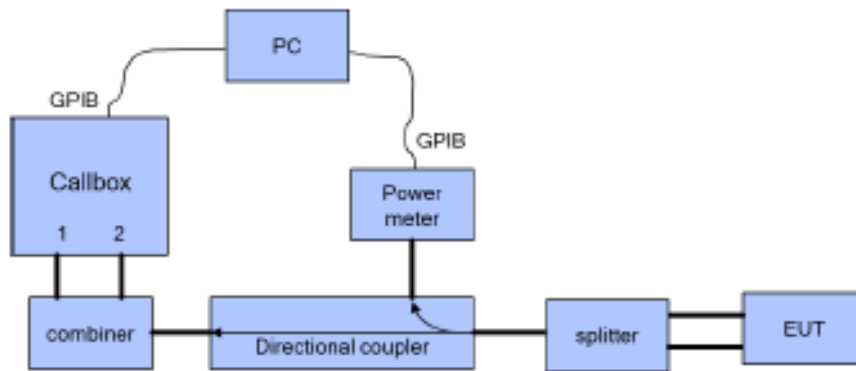 PC
GPIB
GPIB
Callbox
1 2
Power
meter
combiner
Directional coupler
splitter
EUT